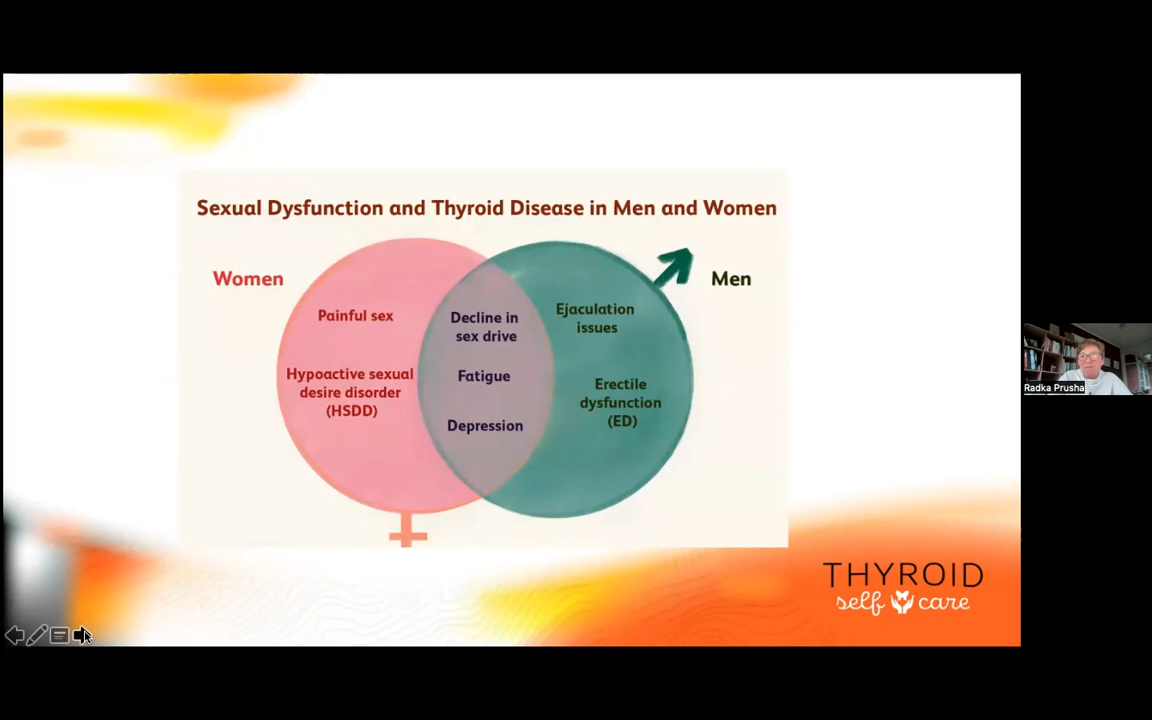 Sexual Dysfunction and Thyroid Disease in Men and Women
Women
Men
Painful sex
Hypoactive sexual
desire disorder
(HSDD)
Decline in
sex drive
Fatigue
Depression
Ejaculation
issues
Erectile
dysfunction
(ED)
THYROID
self care
Radka Prusha